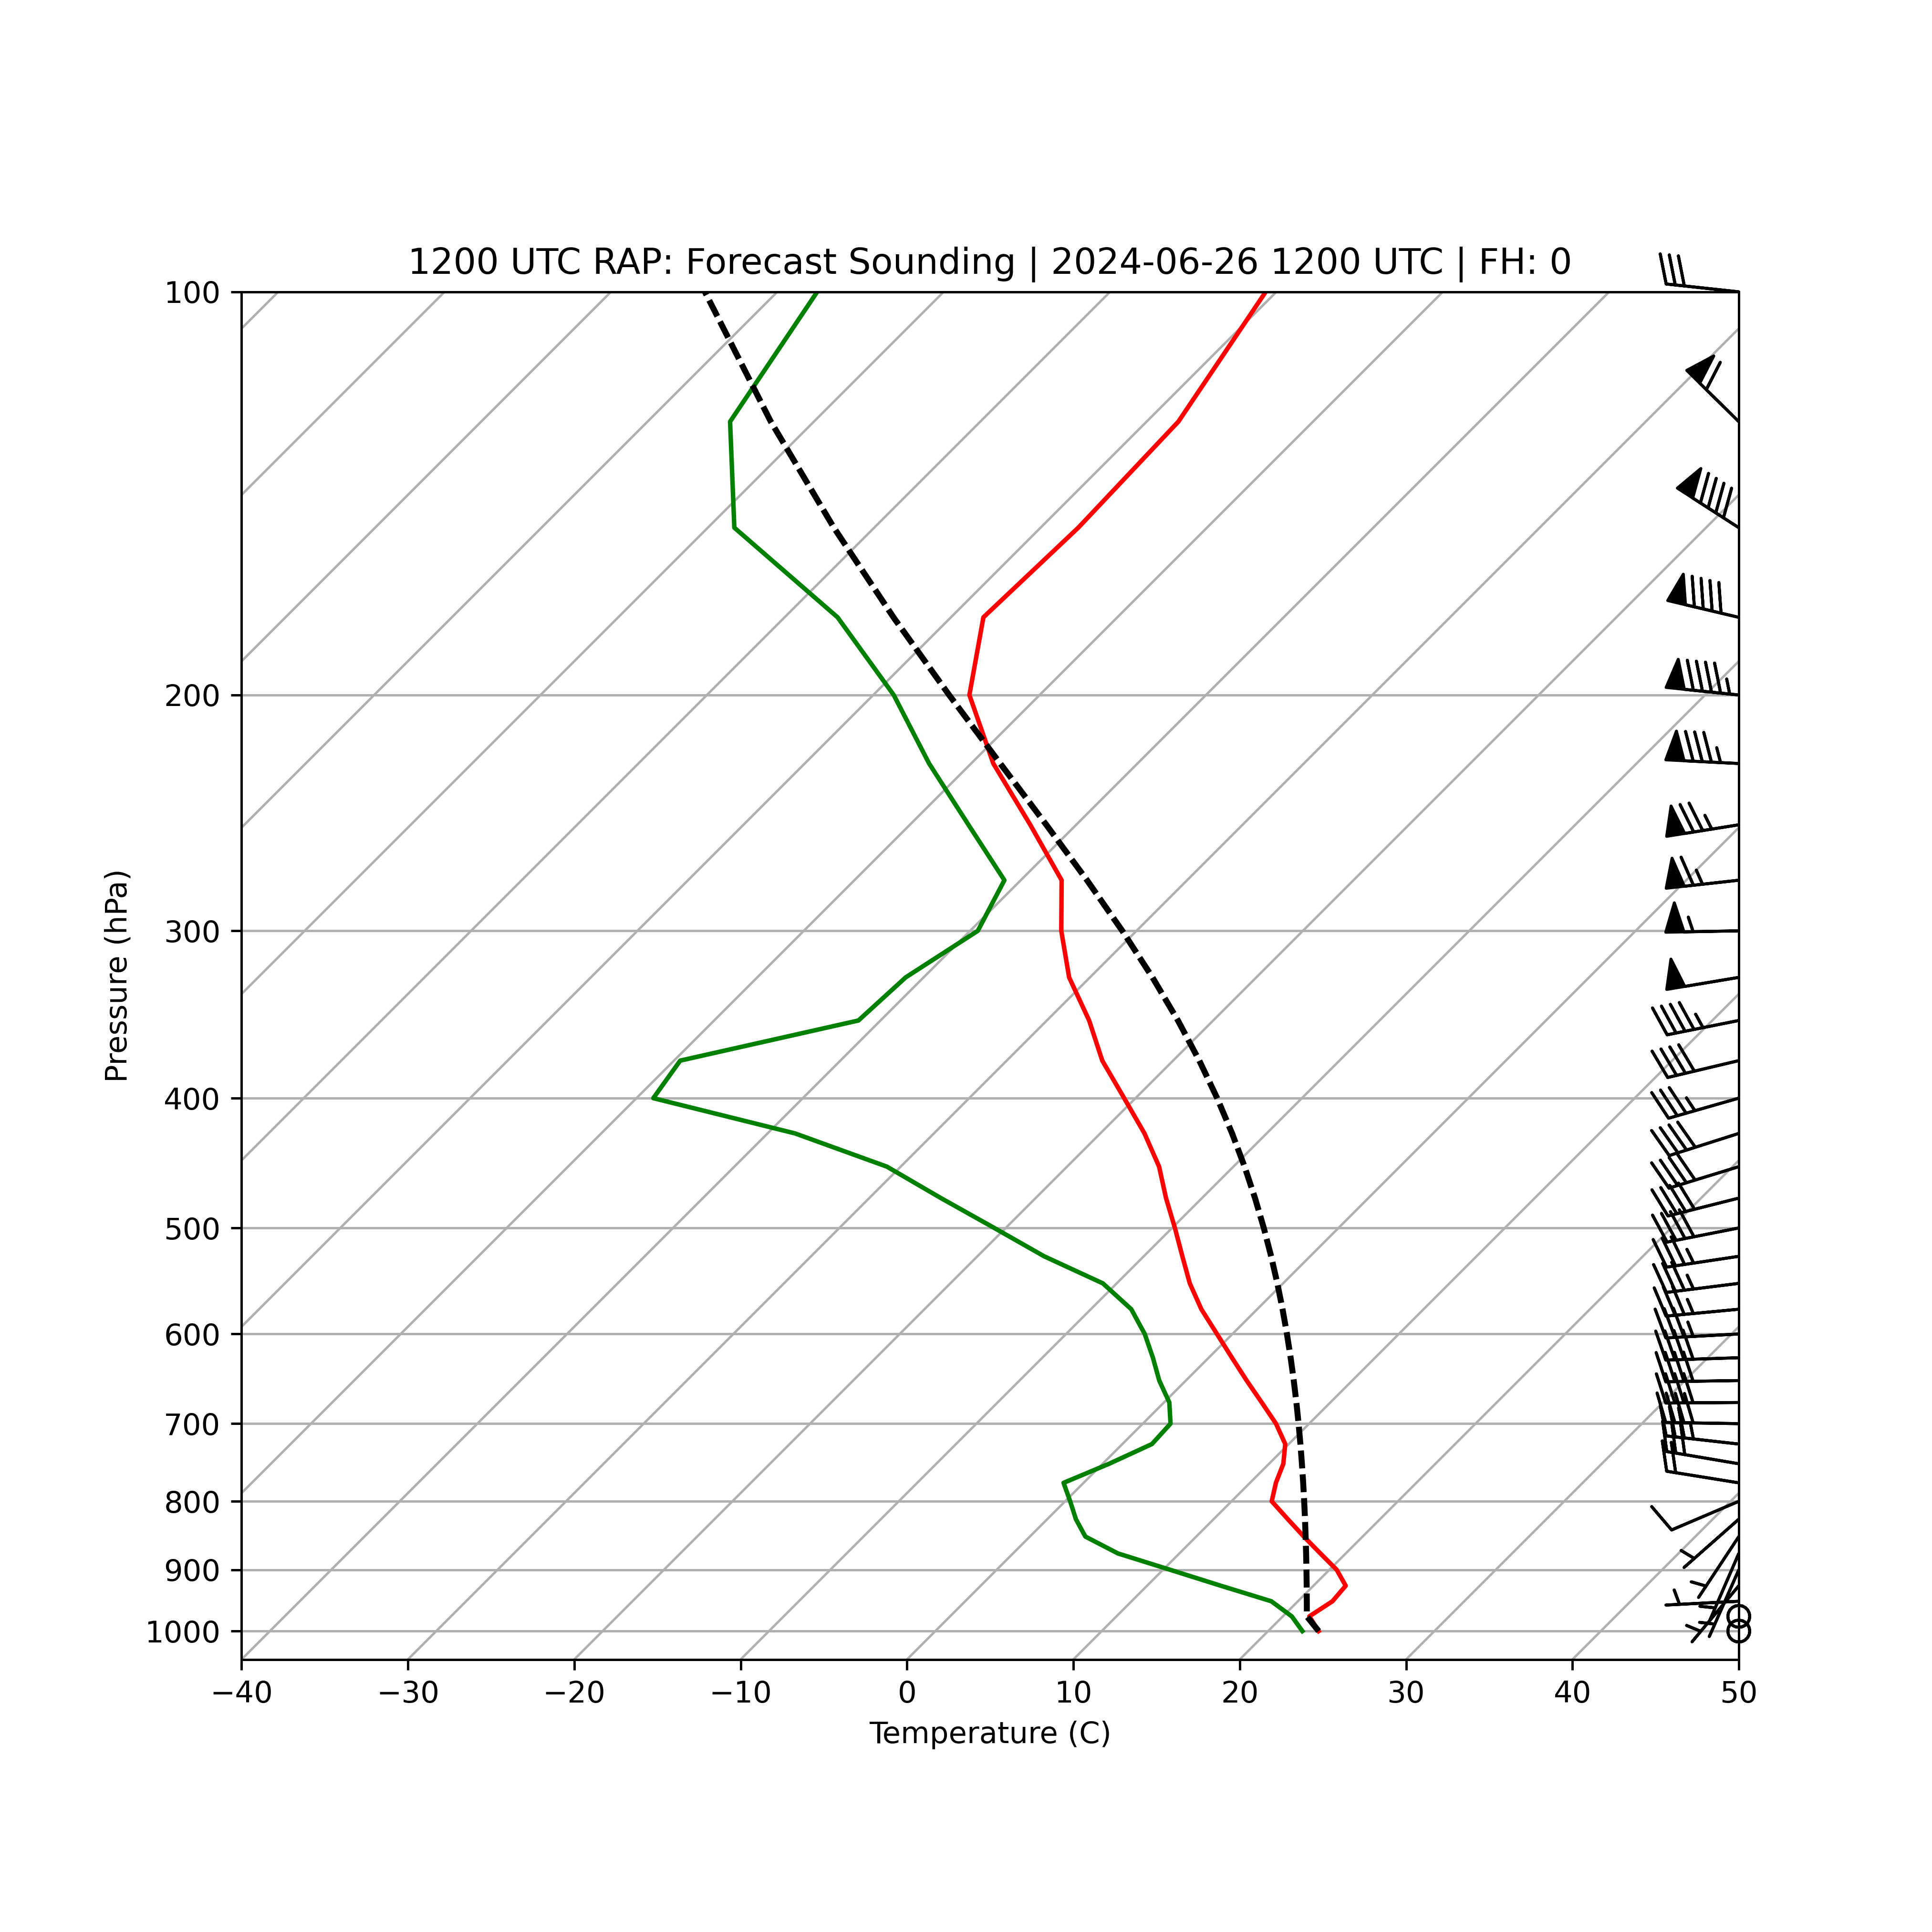 1200 UTC RAP: Forecast Sounding | 2024-06-26 1200 UTC | FH: 0
100
200
300
400
500
600
700
800
900
1000
Pressure (hPa)
−40 −30 −20 −10 0 10 20 30 40 50
Temperature (C)